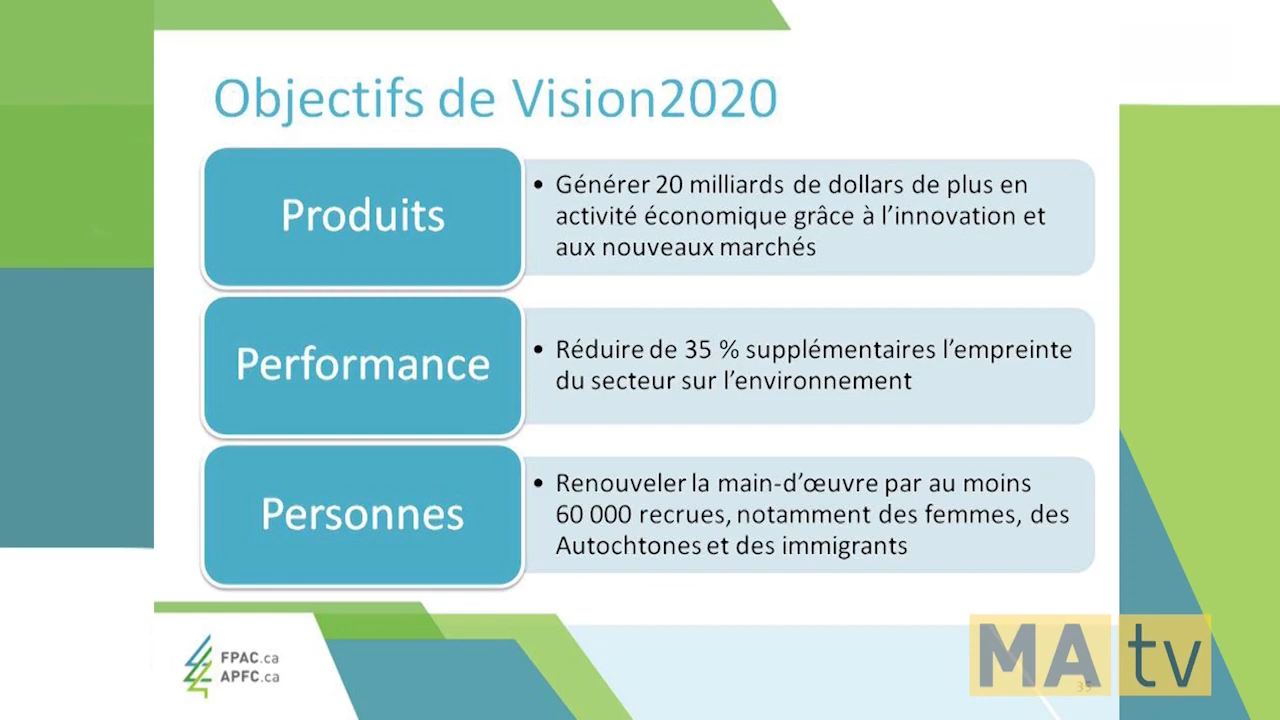 Objectifs de Vision2020
Produits
• Générer 20 milliards de dollars de plus en
activité économique grâce à l’innovation et
aux nouveaux marchés
Performance
• Réduire de 35 % supplémentaires l’empreinte
du secteur sur l’environnement
Personnes
• Renouveler la main-d’œuvre par au moins
60 000 recrues, notamment des femmes, des
Autochtones et des immigrants
FPAC.ca
APFC.ca
MAtv
35